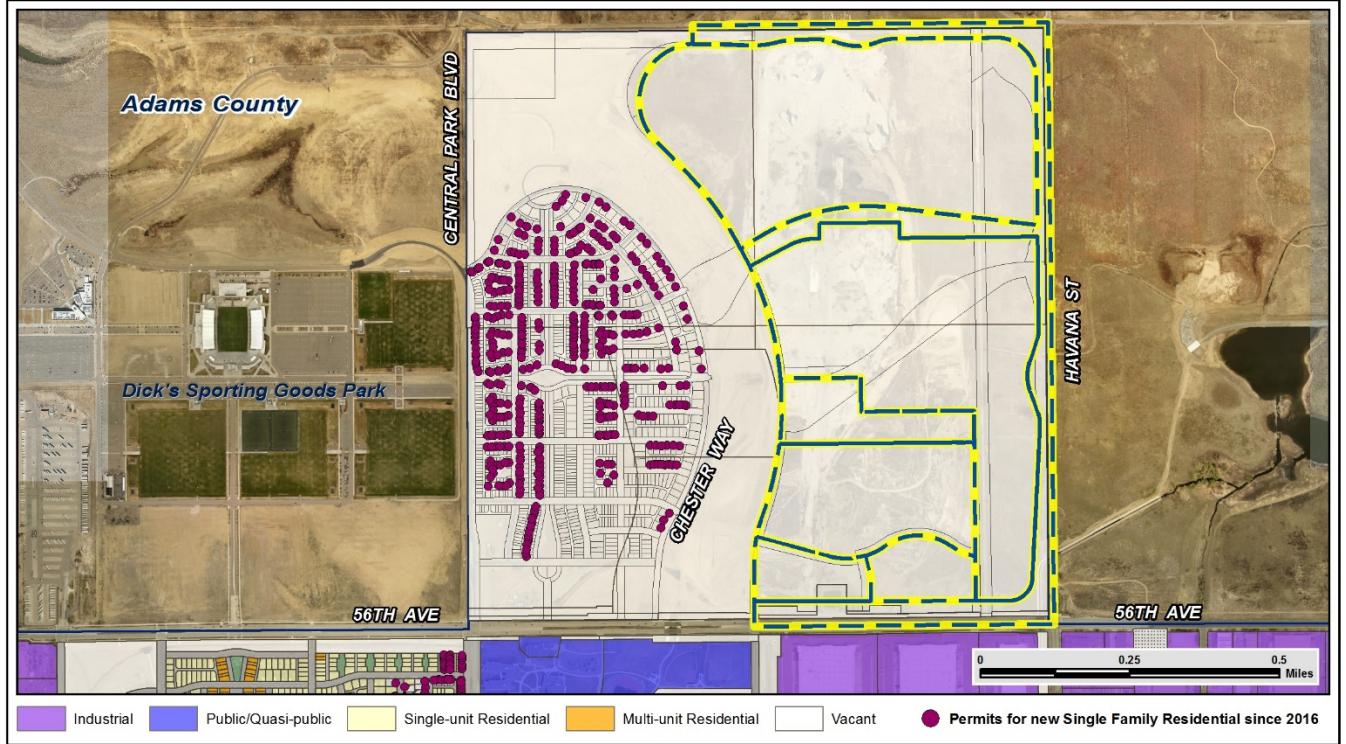 Adams County
CENTRAL PARK BLVD
HAVANA ST
Dick's Sporting Goods Park
CHESTER WAY
56TH AVE
56TH AVE
0 0.25 0.5
Miles
Industrial
Public/Quasi-public
Single-unit Residential
Multi-unit Residential
Vacant
Permits for new Single Family Residential since 2016